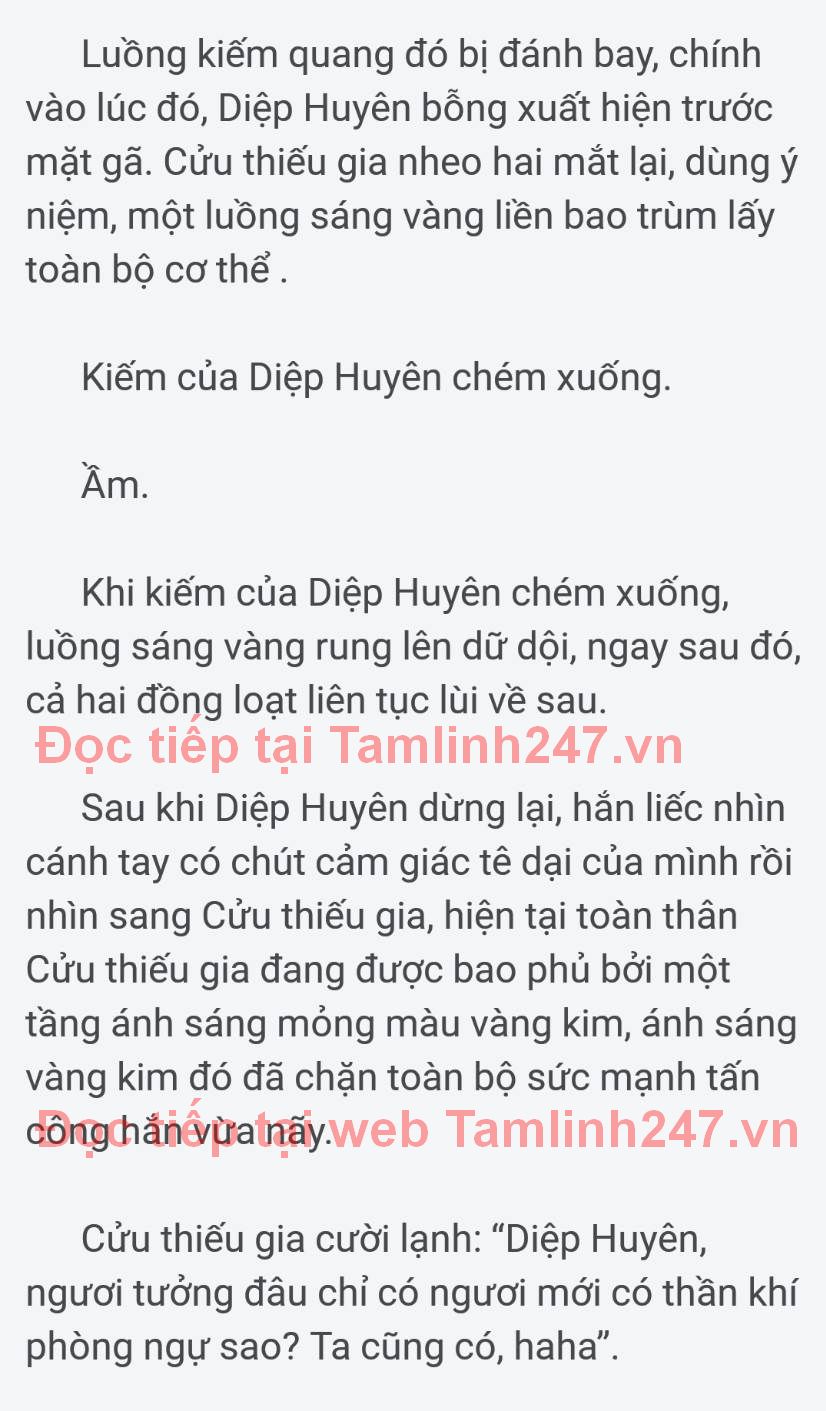 Luồng kiếm quang đó bị đánh bay, chính
vào lúc đó, Diệp Huyên bỗng xuất hiện trước
mặt gã. Cửu thiếu gia nheo hai mắt lại, dùng ý
niệm, một luồng sáng vàng liền bao trùm lấy
toàn bộ cơ thể .
Kiếm của Diệp Huyên chém xuống.
Ầm.
Khi kiếm của Diệp Huyên chém xuống,
luồng sáng vàng rung lên dữ dội, ngay sau đó,
cả hai đồng loạt liên tục lùi về sau.
Đọc tiếp tại Tamlinh247.vn
Sau khi Diệp Huyên dừng lại, hắn liếc nhìn
cánh tay có chút cảm giác tê dại của mình rồi
nhìn sang Cửu thiếu gia, hiện tại toàn thân
Cửu thiếu gia đang được bao phủ bởi một
tầng ánh sáng mỏng màu vàng kim, ánh sáng
vàng kim đó đã chặn toàn bộ sức mạnh tấn
công hắn vừa nãy.
Đọc tiếp tại web Tamlinh247.vn
Cửu thiếu gia cười lạnh: “Diệp Huyên,
ngươi tưởng đâu chỉ có ngươi mới có thần khí
phòng ngự sao? Ta cũng có, haha”.